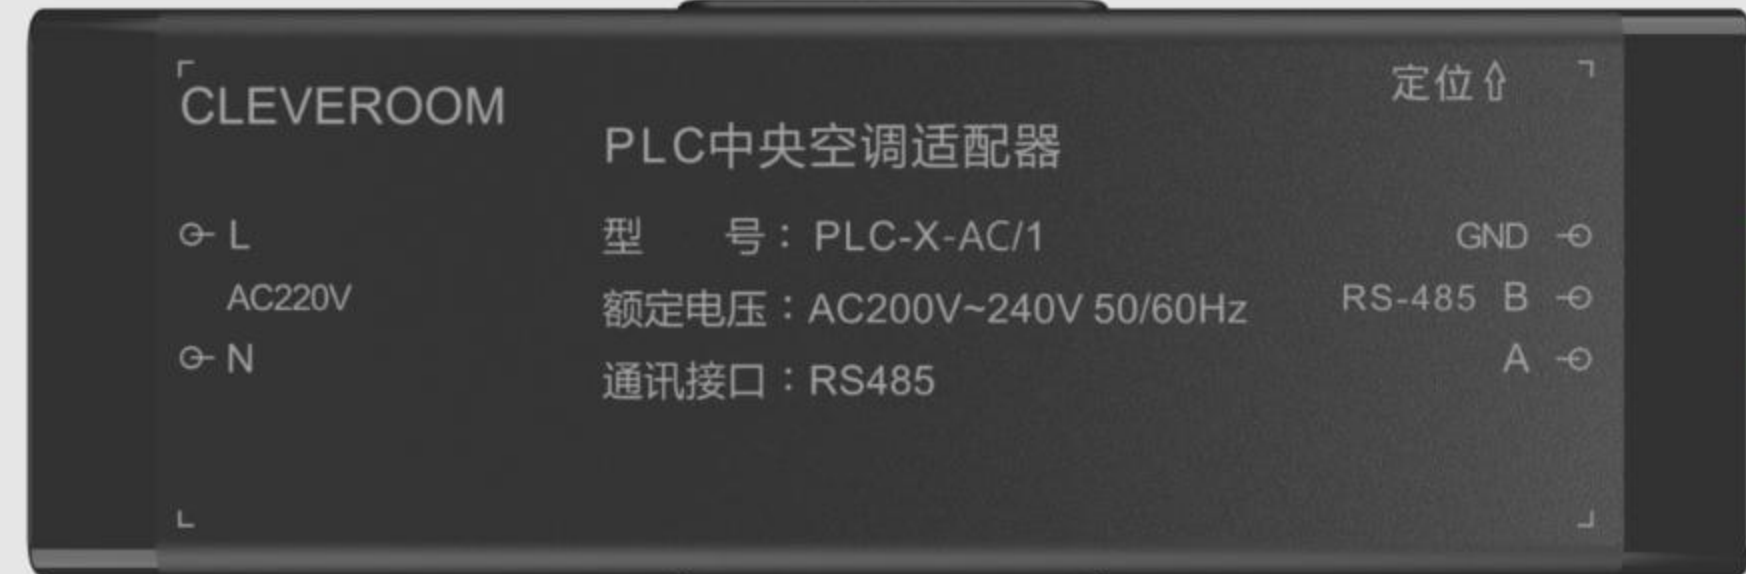 CLEVEROOM
定位⇧
PLC中央空调适配器
L
AC220V
N
型 号：PLC-X-AC/1
额定电压：AC200V~240V 50/60Hz
通讯接口：RS485
GND
RS-485 B
A